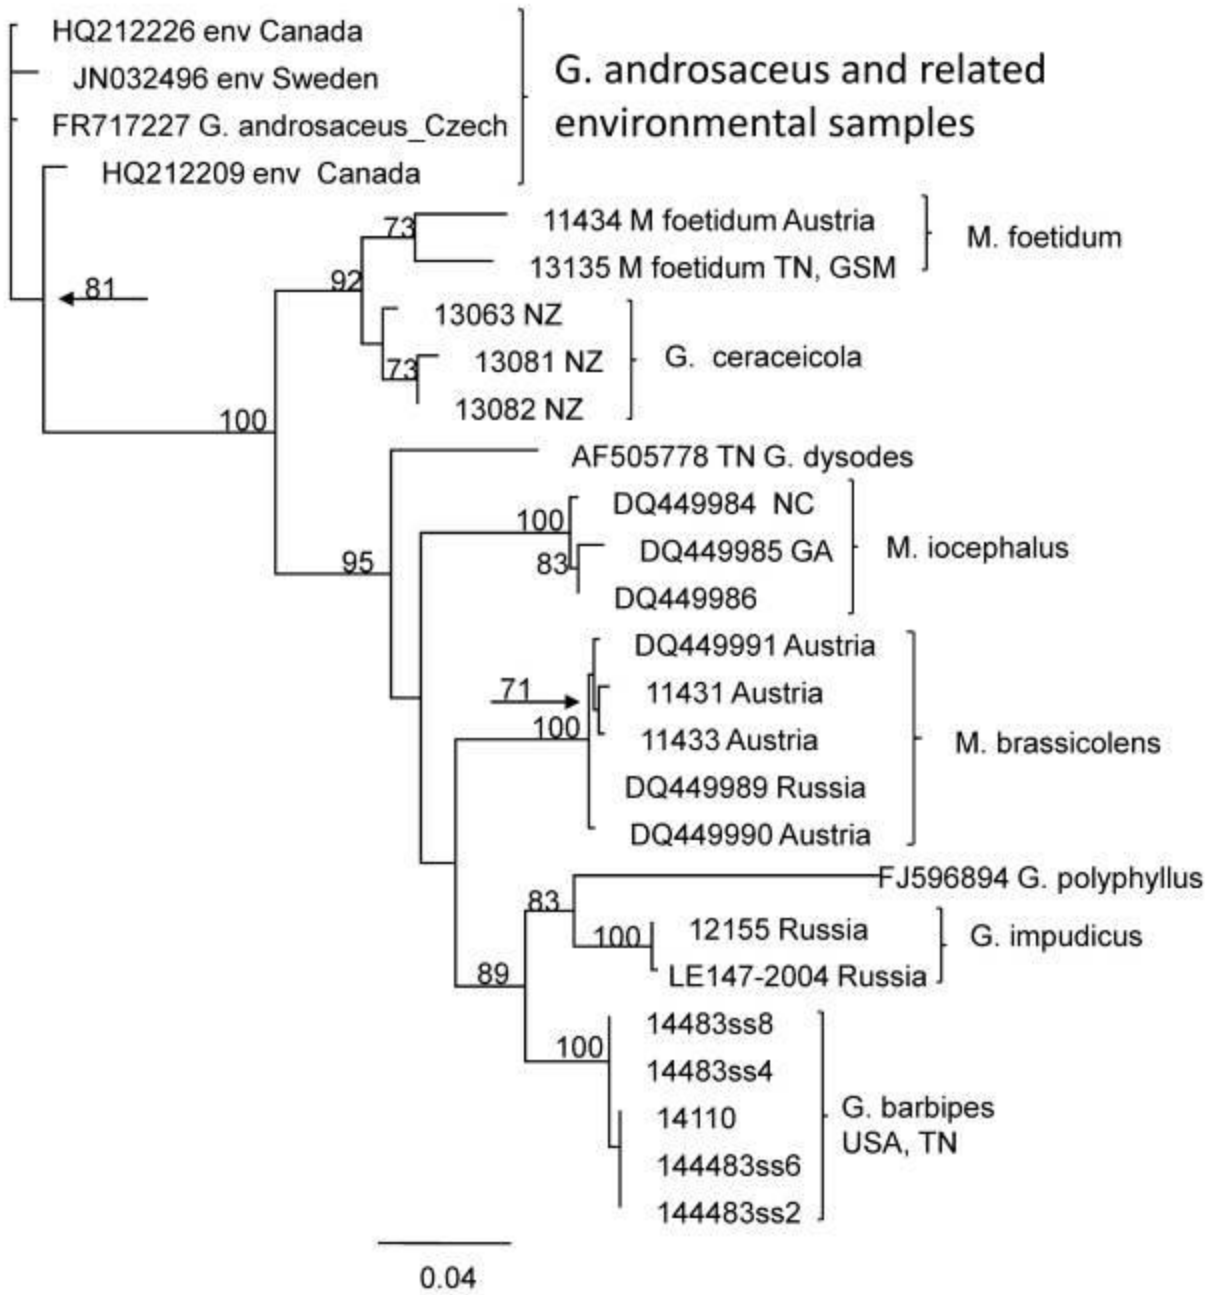 HQ212226 env Canada
JN032496 env Sweden
FR717227 G. androsaceus_Czech
HQ212209 env  Canada
G. androsaceus and related
environmental samples
81
100
92
73
11434 M foetidum Austria
13135 M foetidum TN, GSM
M. foetidum
13063 NZ
73
13081 NZ
13082 NZ
G.  ceraceicola
95
AF505778 TN G. dysodes
100
DQ449984  NC
83
DQ449985 GA
DQ449986
M. iocephalus
71
100
DQ449991 Austria
11431 Austria
11433 Austria
DQ449989 Russia
DQ449990 Austria
M. brassicolens
89
83
FJ596894 G. polyphyllus
100
12155 Russia
LE147-2004 Russia
G. impudicus
100
14483ss8
14483ss4
14110
144483ss6
144483ss2
G. barbipes
USA, TN
0.04